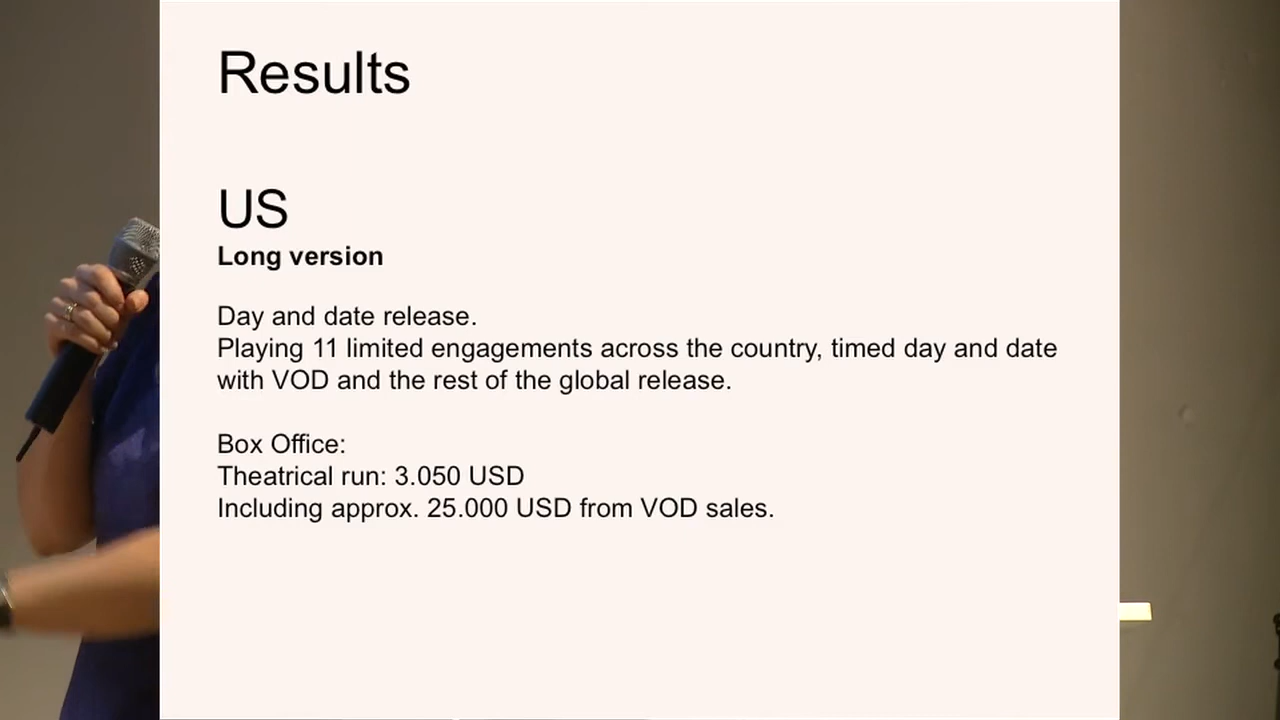 Results
US
Long version
Day and date release.
Playing 11 limited engagements across the country, timed day and date
with VOD and the rest of the global release.
Box Office:
Theatrical run: 3.050 USD
Including approx. 25.000 USD from VOD sales.